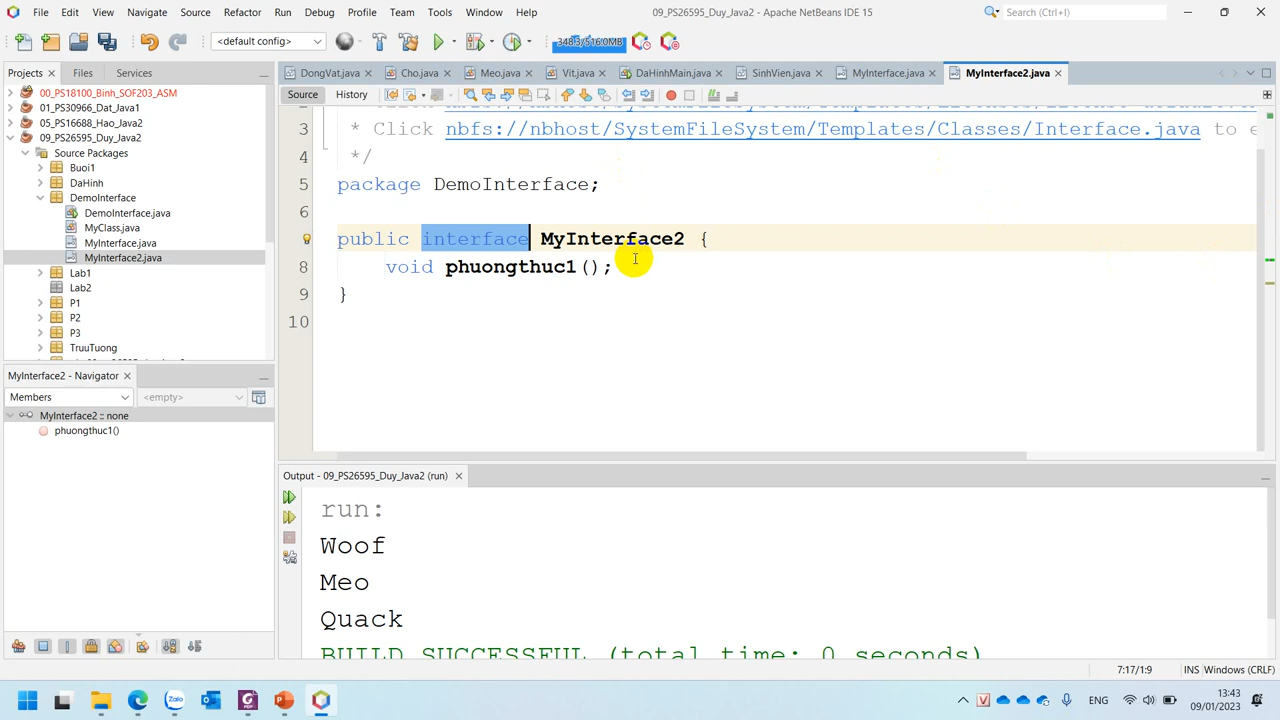 File Edit View Navigate Source Refactor Run Debug Profile Team Tools Window Help 09_PS26595_Duy_Java2 - Apache NetBeans IDE 15 Search (Ctrl+I)
<default config> 348.3/516.0MB
Projects Files Services DongVat.java Cho.java Meo.java Vit.java DaHinhMain.java SinhVien.java MyInterface.java MyInterface2.java
00_PS18100_Binh_SOF203_ASM
01_PS30966_Dat_Java1
05_PS16688_Hao_Java2
09_PS26595_Duy_Java2
Source Packages
Buoi1
DaHinh
DemoInterface
DemoInterface.java
MyClass.java
MyInterface.java
MyInterface2.java
Lab1
Lab2
P1
P2
P3
TruuTuong
Source History
3 * Click nbfs://nbhost/SystemFileSystem/Templates/Classes/Interface.java to e
4 */
5 package DemoInterface;
6
public interface MyInterface2 {
8 void phuongthuc1();
9 }
10
MyInterface2 - Navigator
Members <empty>
MyInterface2 :: none
phuongthuc1()
Output - 09_PS26595_Duy_Java2 (run)
run:
Woof
Meo
Quack
BUILD SUCCESSFUL (total time: 0 seconds)
7:17/1:9 INS Windows (CRLF)
Zalo ENG 13:43
09/01/2023